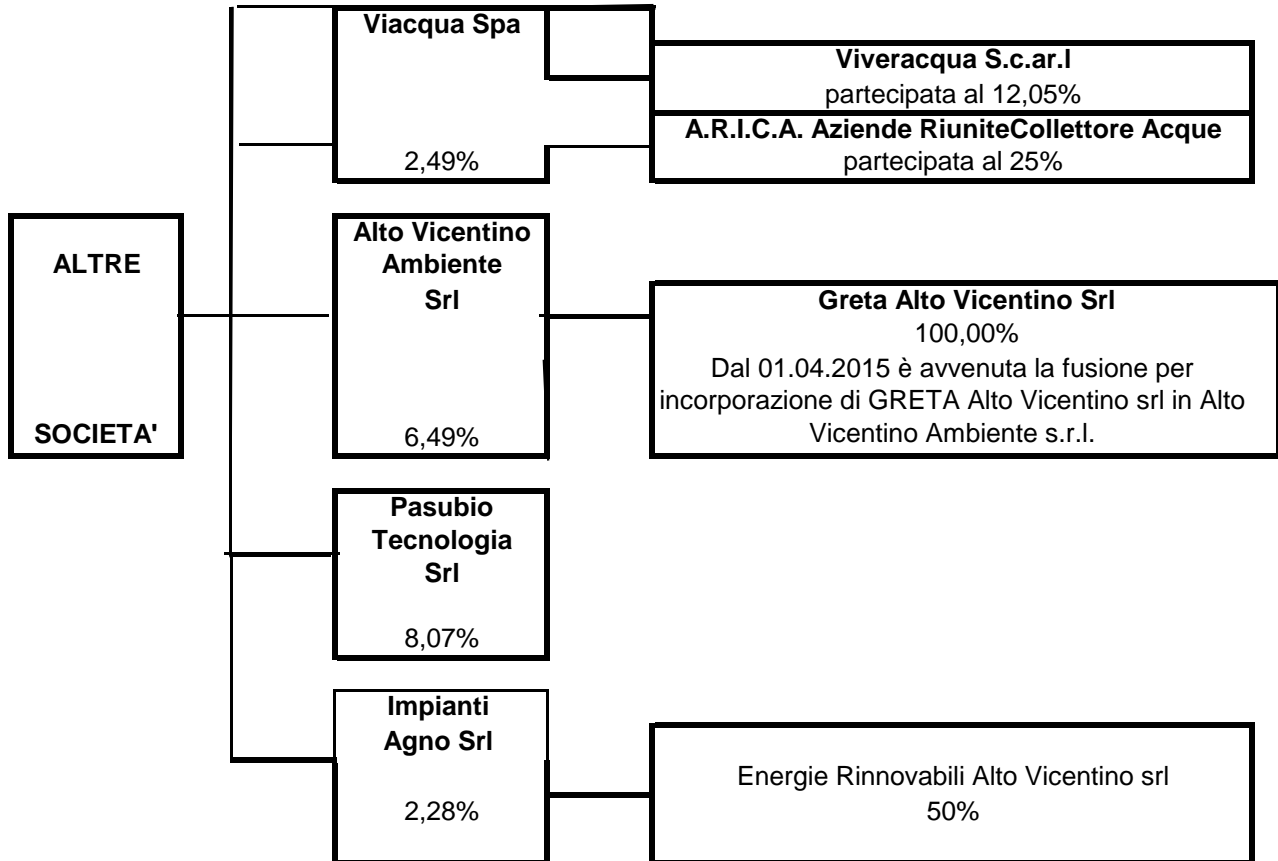 Viacqua Spa
2,49%
Viveracqua S.c.ar.l
partecipata al 12,05%
A.R.I.C.A. Aziende RiuniteCollettore Acque
partecipata al 25%
ALTRE
SOCIETA'
Alto Vicentino
Ambiente
Srl
6,49%
Greta Alto Vicentino Srl
100,00%
Dal 01.04.2015 è avvenuta la fusione per
incorporazione di GRETA Alto Vicentino srl in Alto
Vicentino Ambiente s.r.l.
Pasubio
Tecnologia
Srl
8,07%
Impianti
Agno Srl
2,28%
Energie Rinnovabili Alto Vicentino srl
50%